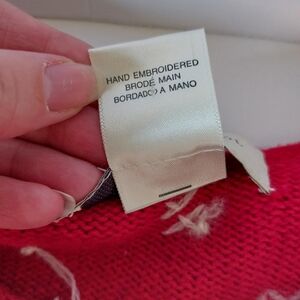 HAND EMBROIDERED
BRODÉ MAIN
BORDADO A MANO